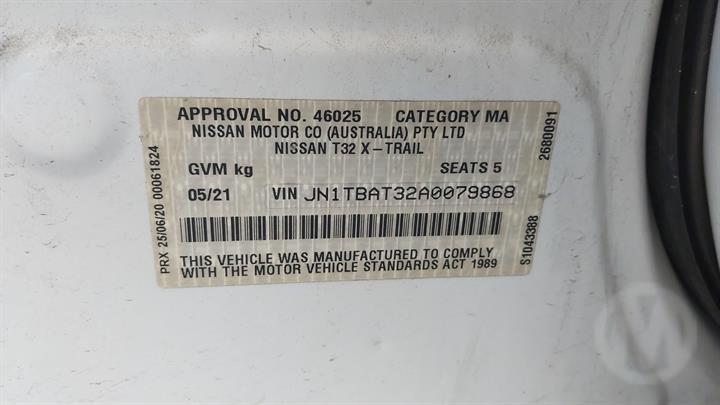 APPROVAL NO. 46025 CATEGORY MA
NISSAN MOTOR CO (AUSTRALIA) PTY LTD
NISSAN T32 X-TRAIL
GVM kg SEATS 5
05/21 VIN JN1TBAT32A0079868
THIS VEHICLE WAS MANUFACTURED TO COMPLY
WITH THE MOTOR VEHICLE STANDARDS ACT 1989
PRX 25/06/20 00061824
2680091
S1043388
manheim
M